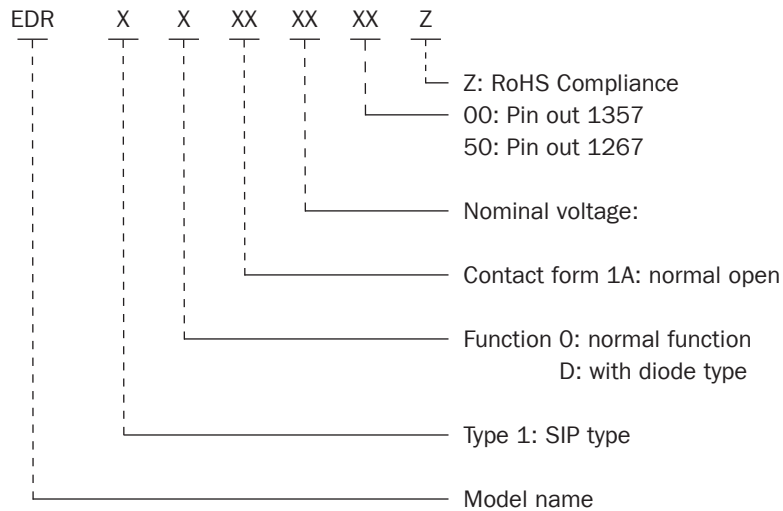 EDR X X XX XX XX Z
Z: RoHS Compliance
00: Pin out 1357
50: Pin out 1267
Nominal voltage:
Contact form 1A: normal open
Function 0: normal function
D: with diode type
Type 1: SIP type
Model name